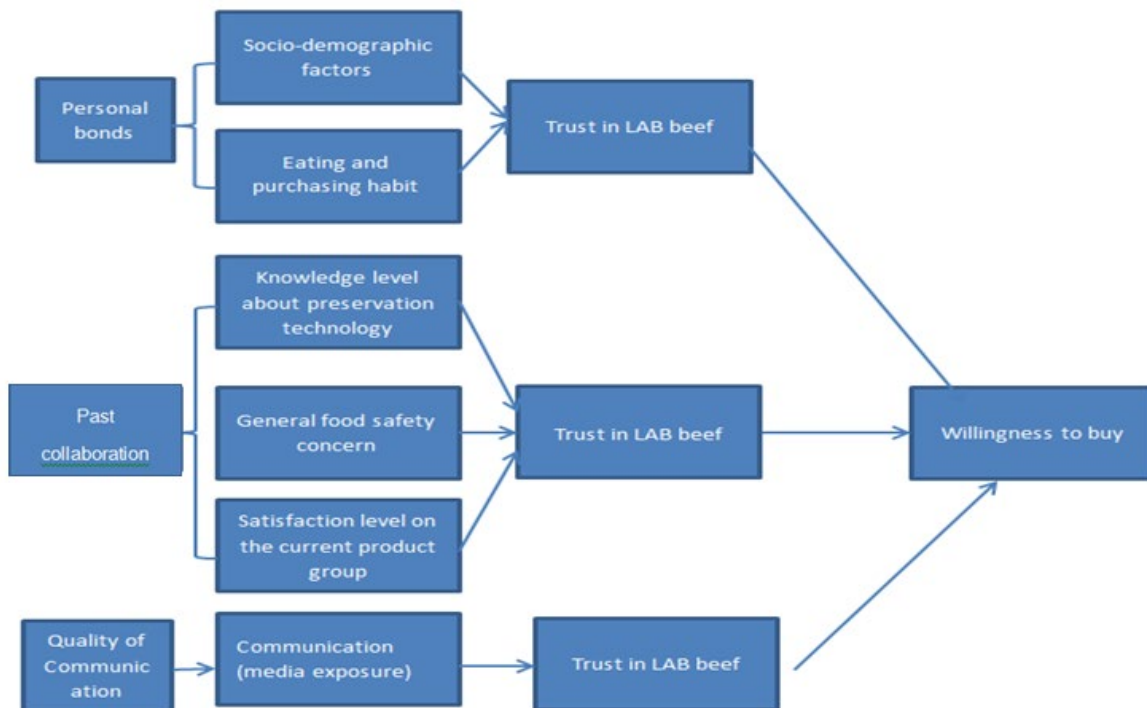 Socio-demographic
factors
Personal
bonds
Trust in LAB beef
Eating and
purchasing habit
Knowledge level
about preservation
technology
Past
collaboration
General food safety
concern
Trust in LAB beef
Willingness to buy
Satisfaction level on
the current product
group
Quality of
Communic
ation
Communication
(media exposure)
Trust in LAB beef